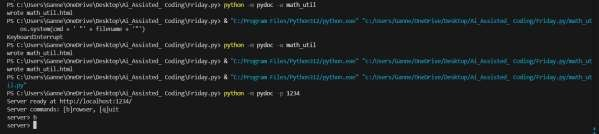 PS C:\Users\Ganne\OneDrive\Desktop\Ai_Assisted_ Coding\Friday.py> python -m pydoc -w math_util
wrote math_util.html
PS C:\Users\Ganne\OneDrive\Desktop\Ai_Assisted_ Coding\Friday.py> & "C:/Program Files/Python312/python.exe" "c:/Users/Ganne/OneDrive/Desktop/Ai_Assisted_ Coding/Friday.py/math_ut
os.system(cmd + ' "' + filename + '"')
KeyboardInterrupt
PS C:\Users\Ganne\OneDrive\Desktop\Ai_Assisted_ Coding\Friday.py> python -m pydoc -w math_util
wrote math_util.html
PS C:\Users\Ganne\OneDrive\Desktop\Ai_Assisted_ Coding\Friday.py> & "C:/Program Files/Python312/python.exe" "c:/Users/Ganne/OneDrive/Desktop/Ai_Assisted_ Coding/Friday.py/math_ut
il.py"
PS C:\Users\Ganne\OneDrive\Desktop\Ai_Assisted_ Coding\Friday.py> python -m pydoc -p 1234
Server ready at http://localhost:1234/
Server commands: [b]rowser, [q]uit
server> b
server>